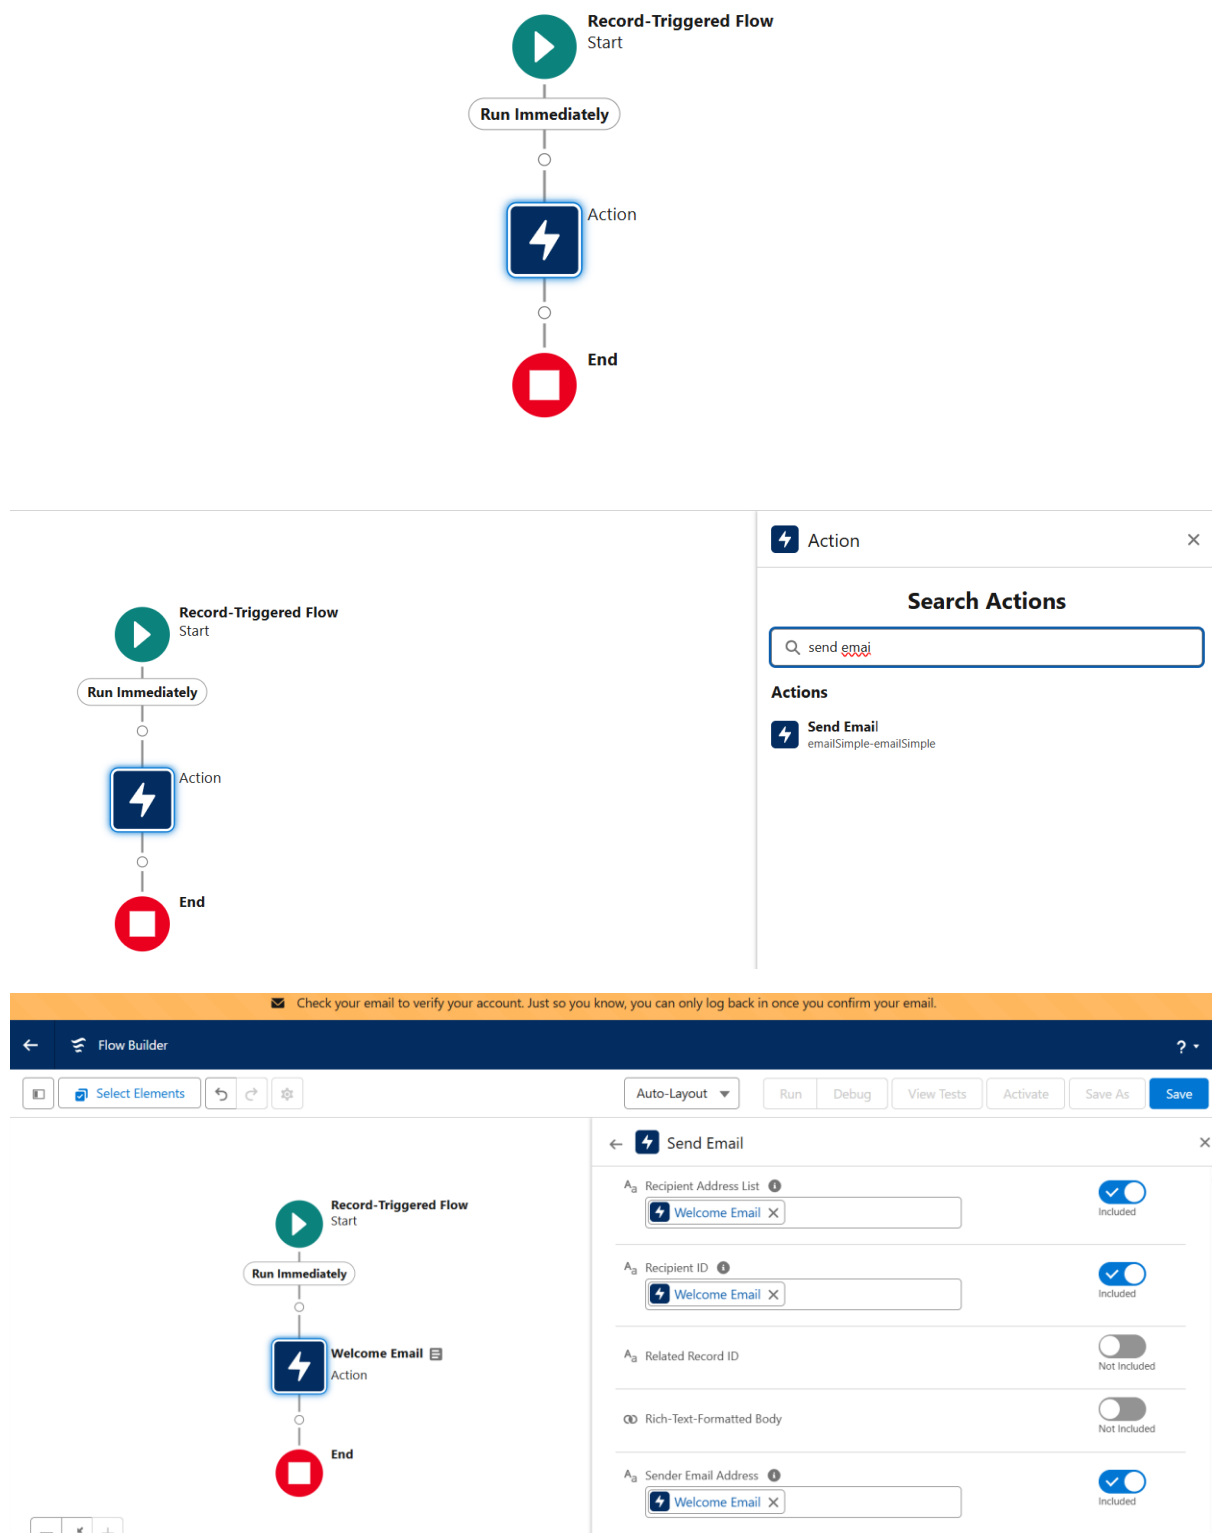 Record-Triggered Flow
Start
Run Immediately
Action
End
Action
Search Actions
send emai
Actions
Send Email
emailSimple-emailSimple
Record-Triggered Flow
Start
Run Immediately
Action
End
Check your email to verify your account. Just so you know, you can only log back in once you confirm your email.
Flow Builder
?
Select Elements
Auto-Layout
Run
Debug
View Tests
Activate
Save As
Save
Send Email
Aa Recipient Address List
Welcome Email
Included
Aa Recipient ID
Welcome Email
Included
Aa Related Record ID
Not Included
Rich-Text-Formatted Body
Not Included
Aa Sender Email Address
Welcome Email
Included
Record-Triggered Flow
Start
Run Immediately
Welcome Email
Action
End